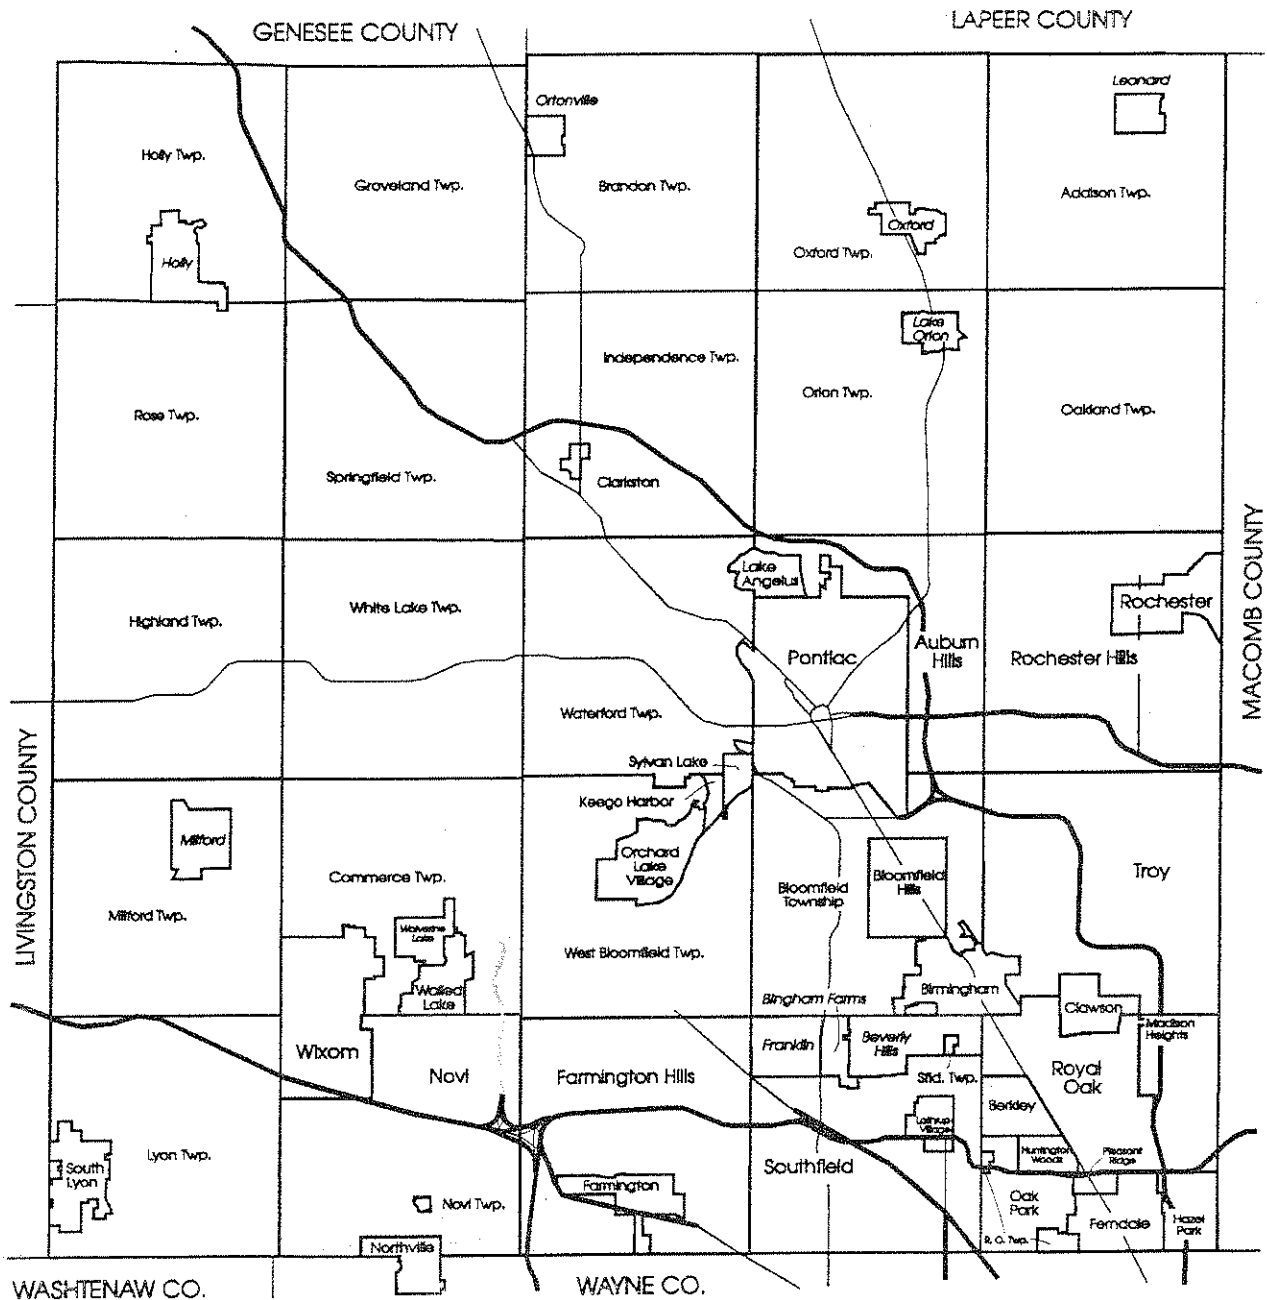 GENESEE COUNTY
LAPEER COUNTY
Leonard
Ortonville
Holly Twp.
Groveland Twp.
Brandon Twp.
Addison Twp.
Oxford
Oxford Twp.
Holly
Lake
Orion
Independence Twp.
Orion Twp.
Rose Twp.
Oakland Twp.
Springfield Twp.
Clarkston
MACOMB COUNTY
Lake
Angelus
Rochester
White Lake Twp.
Highland Twp.
Pontiac
Auburn
Hills
Rochester Hills
Waterford Twp.
LIVINGSTON COUNTY
Sylvan Lake
Keego Harbor
Milford
Orchard
Lake
Village
Commerce Twp.
Bloomfield
Township
Bloomfield
Hills
Troy
Milford Twp.
Wolverine
Lake
West Bloomfield Twp.
Walled
Lake
Bingham Farms
Birmingham
Clawson
Madison
Heights
Wixom
Novi
Farmington Hills
Franklin
Beverly
Hills
Sfld. Twp.
Royal
Oak
Berkley
Lathrup
Village
Lyon Twp.
South
Lyon
Southfield
Huntington
Woods
Pleasant
Ridge
Farmington
Novi Twp.
Oak
Park
Ferndale
Hazel
Park
R. O. Twp.
Northville
WASHTENAW CO.
WAYNE CO.